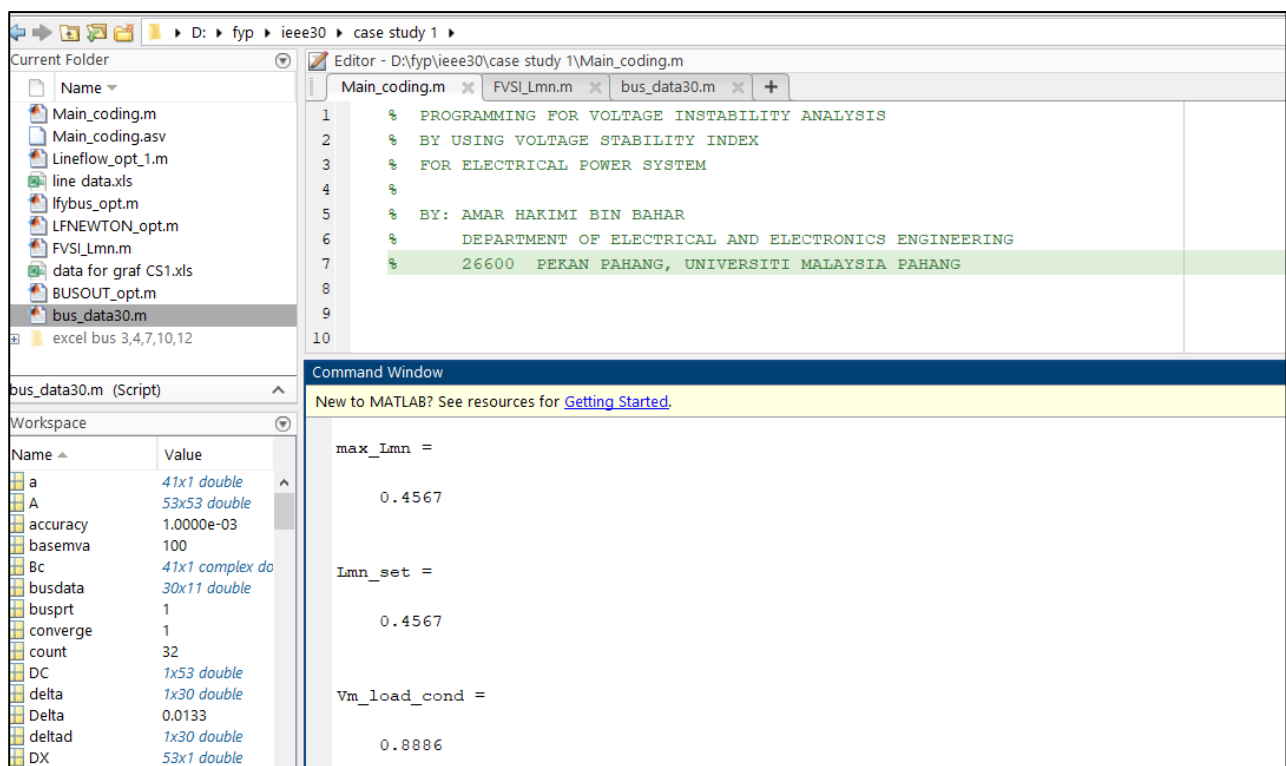 D: fyp ieee30 case study 1
Current Folder
Name
Main_coding.m
Main_coding.asv
Lineflow_opt_1.m
line data.xls
lfybus_opt.m
LFNEWTON_opt.m
FVSI_Lmn.m
data for graf CS1.xls
BUSOUT_opt.m
bus_data30.m
excel bus 3,4,7,10,12
bus_data30.m (Script)
Workspace
Name Value
a 41x1 double
A 53x53 double
accuracy 1.0000e-03
basemva 100
Bc 41x1 complex do
busdata 30x11 double
busprt 1
converge 1
count 32
DC 1x53 double
delta 1x30 double
Delta 0.0133
deltad 1x30 double
DX 53x1 double
Editor - D:\fyp\ieee30\case study 1\Main_coding.m
Main_coding.m FVSI_Lmn.m bus_data30.m +
1 % PROGRAMMING FOR VOLTAGE INSTABILITY ANALYSIS
2 % BY USING VOLTAGE STABILITY INDEX
3 % FOR ELECTRICAL POWER SYSTEM
4 %
5 % BY: AMAR HAKIMI BIN BAHAR
6 % DEPARTMENT OF ELECTRICAL AND ELECTRONICS ENGINEERING
7 % 26600 PEKAN PAHANG, UNIVERSITI MALAYSIA PAHANG
8
9
10
Command Window
New to MATLAB? See resources for Getting Started.
max_Lmn =
0.4567
Lmn_set =
0.4567
Vm_load_cond =
0.8886